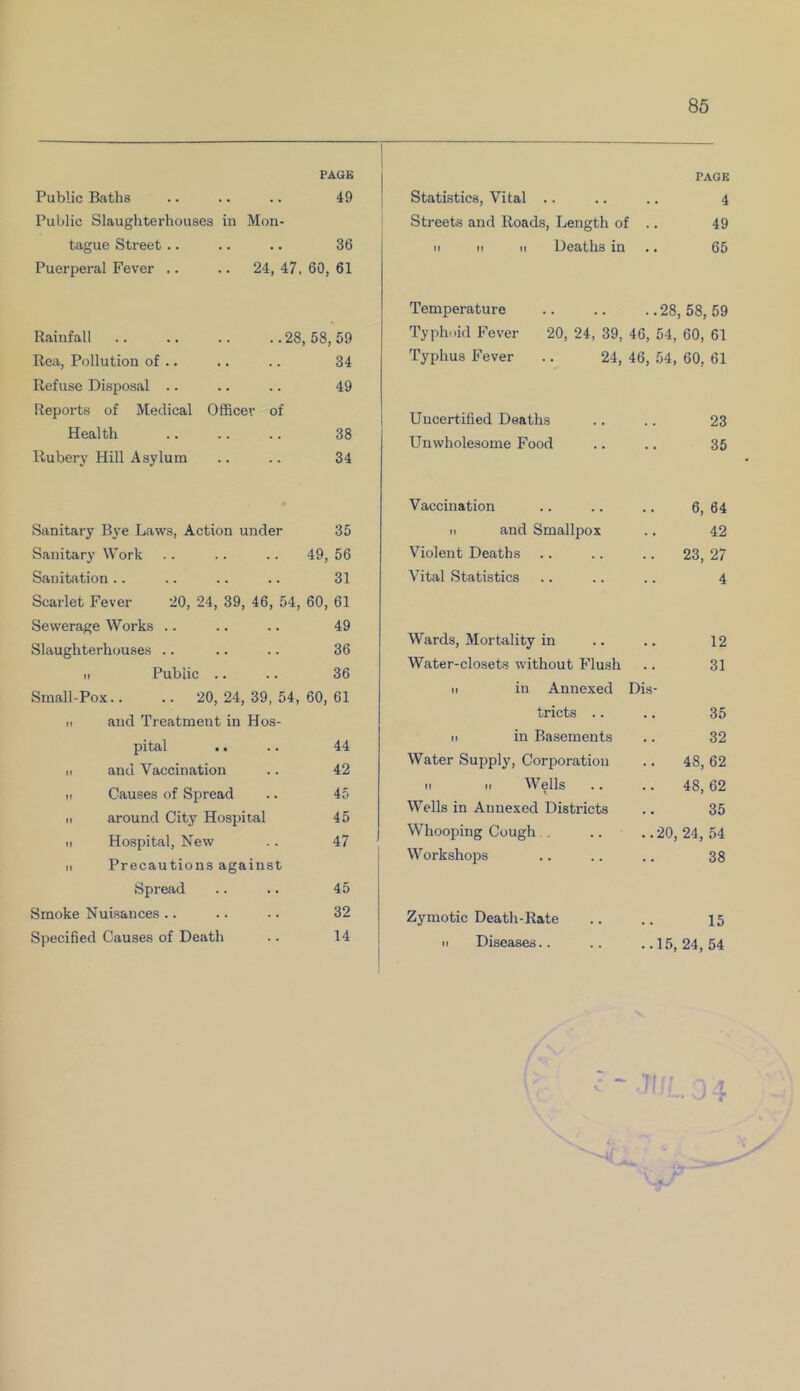 85
PAGE
Public Baths .. .. .. 49
Public Slaughterhouses in Mon-
tague Street .. .. .. 36
Puerperal Fever .. .. 24, 47, 60, 61
Rainfall .. .. .. ..28, 58, 59
Rea, Pollution of .. .. .. 34
Refuse Disposal .. .. .. 49
Reports of Medical Officer of
Health .. .. .. 38
Rubery Hill Asylum .. .. 34
Sanitary Bye Laws, Action under 35
Sanitary Work .. .. .. 49, 56
Sanitation .. .. .. .. 31
Scarlet Fever 20, 24, 39, 46, 54, 60, 61
Sewerage Works .. .. .. 49
Slaughterhouses .. .. .. 36
" Public .. .. 36
Small-Pox.. .. 20, 24, 39, 54, 60, 61
" and Treatment in Hos-
pital .. .. 44
" and Vaccination .. 42
" Causes of Spread .. 45
" around City Hospital 45
" Hospital, New .. 47
" Precautions against
Spread .. .. 45
Smoke Nuisances .. .. .. 32
Specified Causes of Death .. 14
PAGE
Statistics, Vital .. .. .. 4
Streets and Roads, Length of .. 49
" " " Deaths in .. 65
Temperature .. .. ..28, 58, 59
Typhoid Fever 20, 24, 39, 46, 54, 60, 61
Typhus Fever .. 24, 46, 54, 60, 61
Uncertified Deaths .. .. 23
Unwholesome Food .. .. 35
Vaccination .. .. .. 6, 64
" and Smallpox .. 42
Violent Deaths .. .. .. 23, 27
Vital Statistics .. .. .. 4
Wards, Mortality in .. .. 12
Water-closets without Flush .. 31
" in Annexed Dis-
tricts .. .. 35
" in Basements .. 32
Water Supply, Corporation .. 48, 62
" " Wells .. .. 48, 62
Wells in Annexed Districts .. 35
Whooping Cough .. .. ..20, 24, 54
Workshops .. .. .. 38
Zymotic Death-Rate .. .. 15
" Diseases.. .. ..15, 24, 54
JUL.94